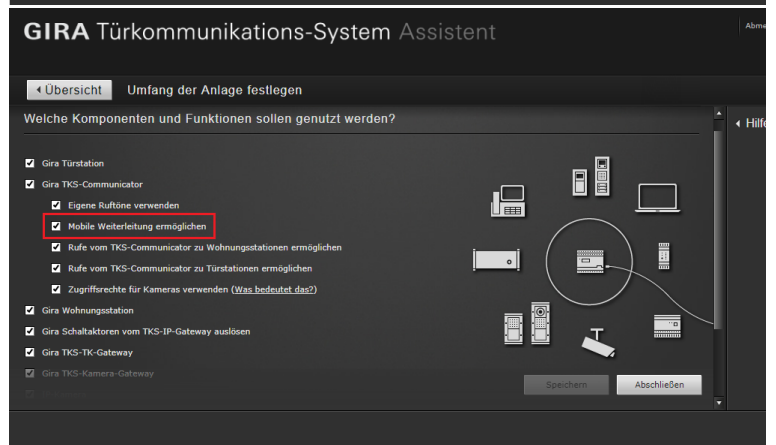 GIRA Türkommunikations-System Assistent
Übersicht
Umfang der Anlage festlegen
Welche Komponenten und Funktionen sollen genutzt werden?
Gira Türstation
Gira TKS-Communicator
Eigene Ruftöne verwenden
Mobile Weiterleitung ermöglichen
Rufe vom TKS-Communicator zu Wohnungsstationen ermöglichen
Rufe vom TKS-Communicator zu Türstationen ermöglichen
Zugriffsrechte für Kameras verwenden (Was bedeutet das?)
Gira Wohnungsstation
Gira Schaltaktoren vom TKS-IP-Gateway auslösen
Gira TKS-TK-Gateway
Gira TKS-Kamera-Gateway
Speichern
Abschließen
Abme
Hilfe